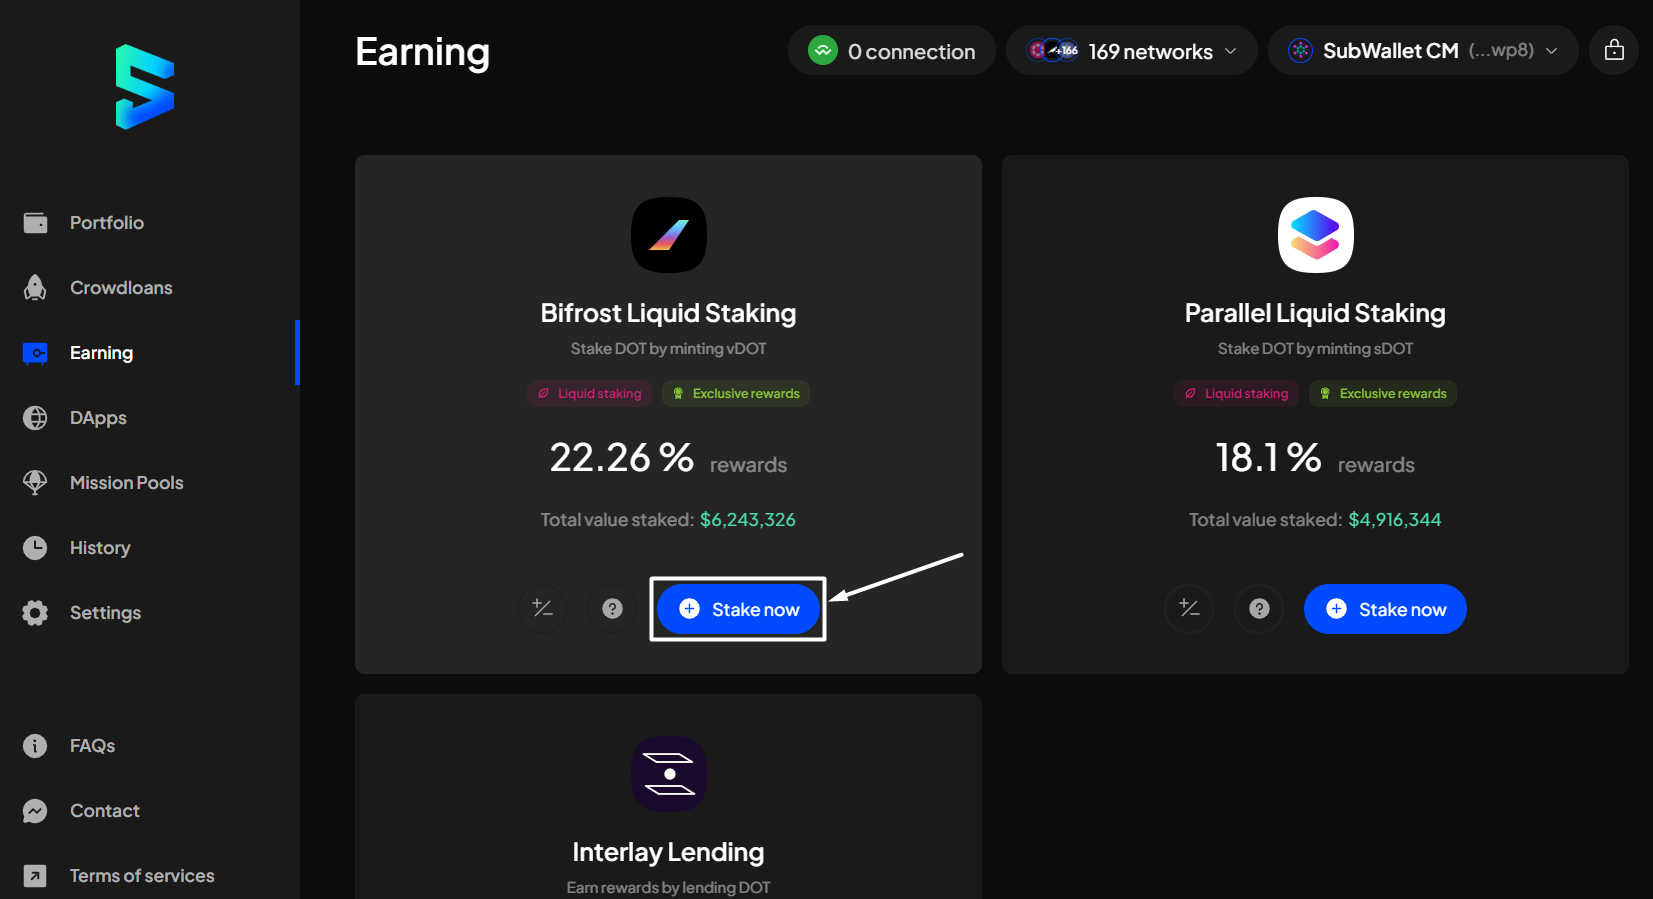 Earning
0 connection
+166
169 networks
SubWallet CM (...wp8)
Portfolio
Crowdloans
Earning
DApps
Mission Pools
History
Settings
FAQs
Contact
Terms of services
Bifrost Liquid Staking
Stake DOT by minting vDOT
Liquid staking
Exclusive rewards
22.26 % rewards
Total value staked: $6,243,326
Stake now
Parallel Liquid Staking
Stake DOT by minting sDOT
Liquid staking
Exclusive rewards
18.1 % rewards
Total value staked: $4,916,344
Stake now
Interlay Lending
Earn rewards by lending DOT